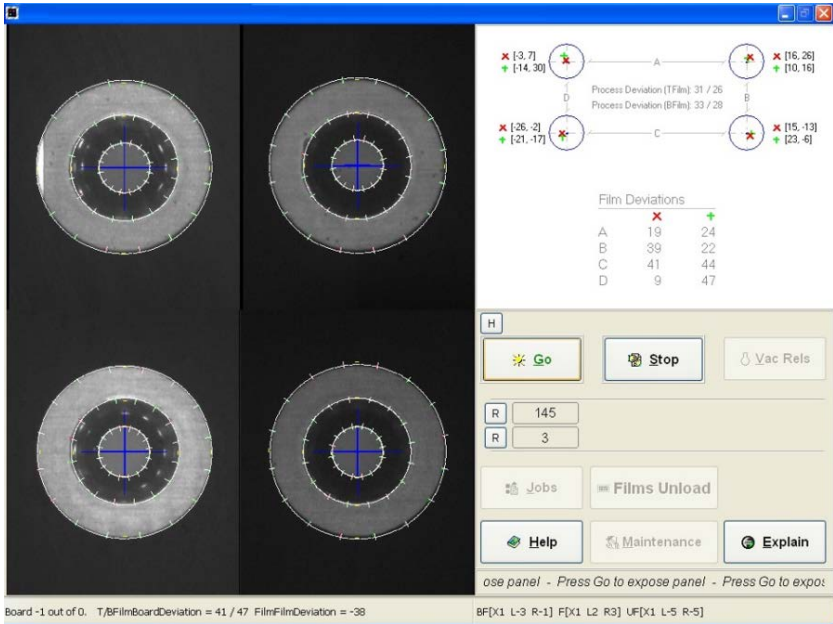 × [-3, 7]
+ [-14, 30]
A
× [16, 26]
+ [10, 16]
Process Deviation (TFilm): 31 / 26
D
B
Process Deviation (BFilm): 33 / 28
× [-26, -2]
+ [-21, -17]
C
× [15, -13]
+ [23, -6]
Film Deviations
× +
A 19 24
B 39 22
C 41 44
D 9 47
H
Go
Stop
Vac Rels
R 145
R 3
Jobs
Films Unload
Help
Maintenance
Explain
ose panel - Press Go to expose panel - Press Go to expos
Board -1 out of 0. T/BFilmBoardDeviation = 41 / 47 FilmFilmDeviation = -38
BF[X1 L-3 R-1] F[X1 L2 R3] UF[X1 L-5 R-5]